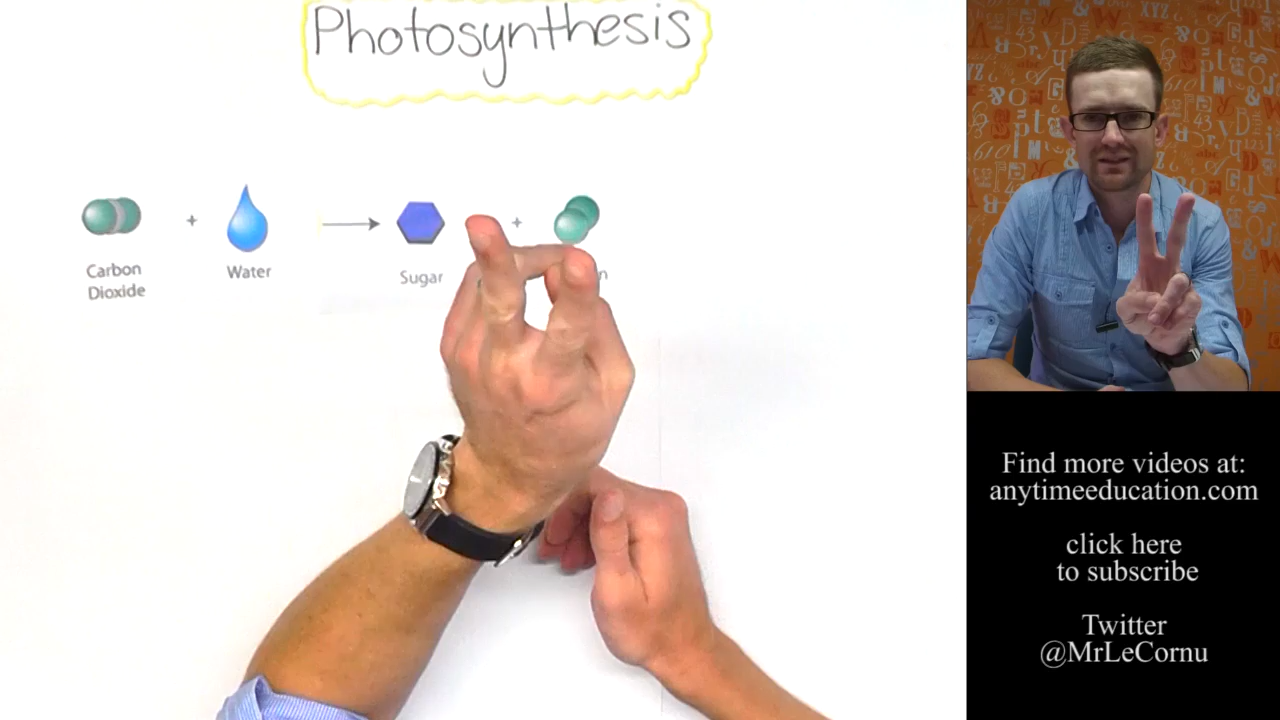 Photosynthesis
+
+
Carbon
Dioxide
Water
Sugar
Find more videos at:
anytimeeducation.com
click here
to subscribe
Twitter
@MrLeCornu